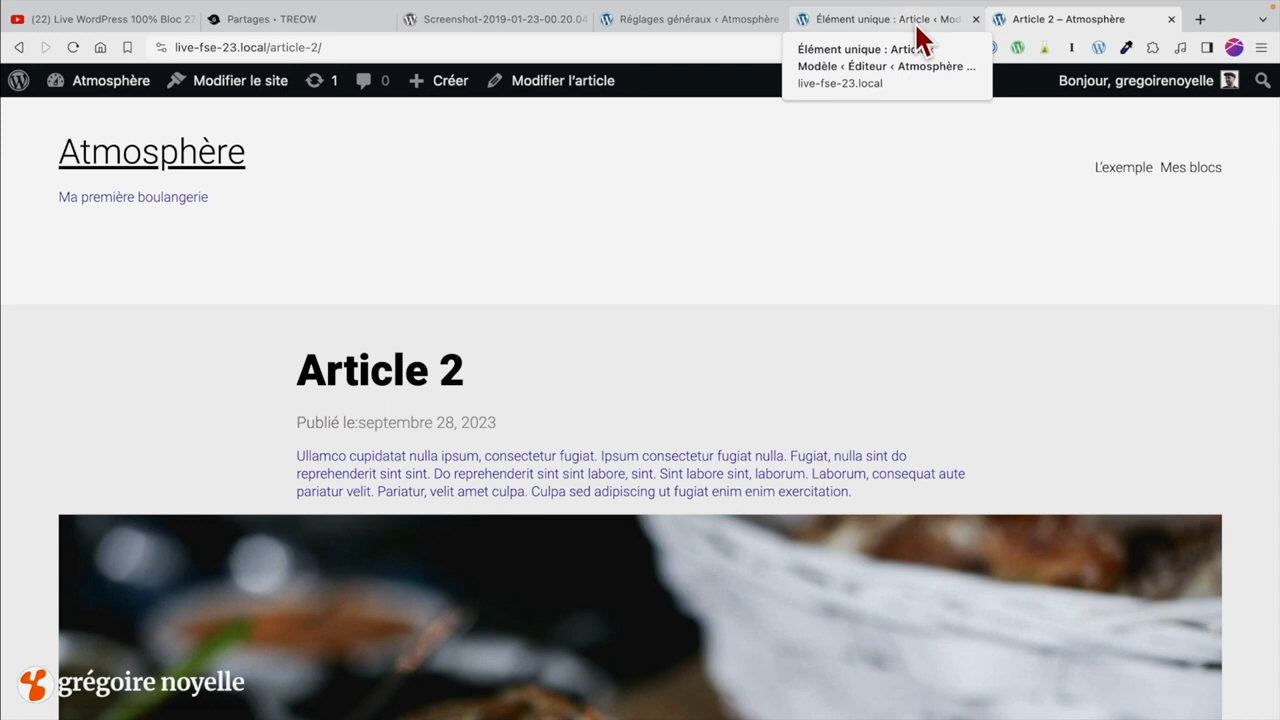 (22) Live WordPress 100% Bloc 27
Partages • TREOW
Screenshot-2019-01-23-00.20.04
Réglages généraux ‹ Atmosphère
Élément unique : Article ‹ Mod
Article 2 – Atmosphère
live-fse-23.local/article-2/
Élément unique : Artic
Modèle ‹ Éditeur ‹ Atmosphère ...
live-fse-23.local
Atmosphère
Modifier le site
1
0
Créer
Modifier l'article
Bonjour, gregoirenoyelle
Atmosphère
L'exemple Mes blocs
Ma première boulangerie
Article 2
Publié le:septembre 28, 2023
Ullamco cupidatat nulla ipsum, consectetur fugiat. Ipsum consectetur fugiat nulla. Fugiat, nulla sint do
reprehenderit sint sint. Do reprehenderit sint sint labore, sint. Sint labore sint, laborum. Laborum, consequat aute
pariatur velit. Pariatur, velit amet culpa. Culpa sed adipiscing ut fugiat enim enim exercitation.
grégoire noyelle